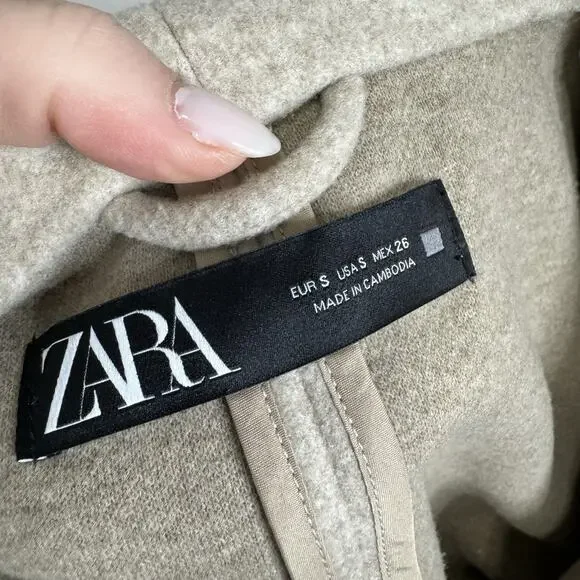 ZARA
EUR S USA S MEX 26
MADE IN CAMBODIA